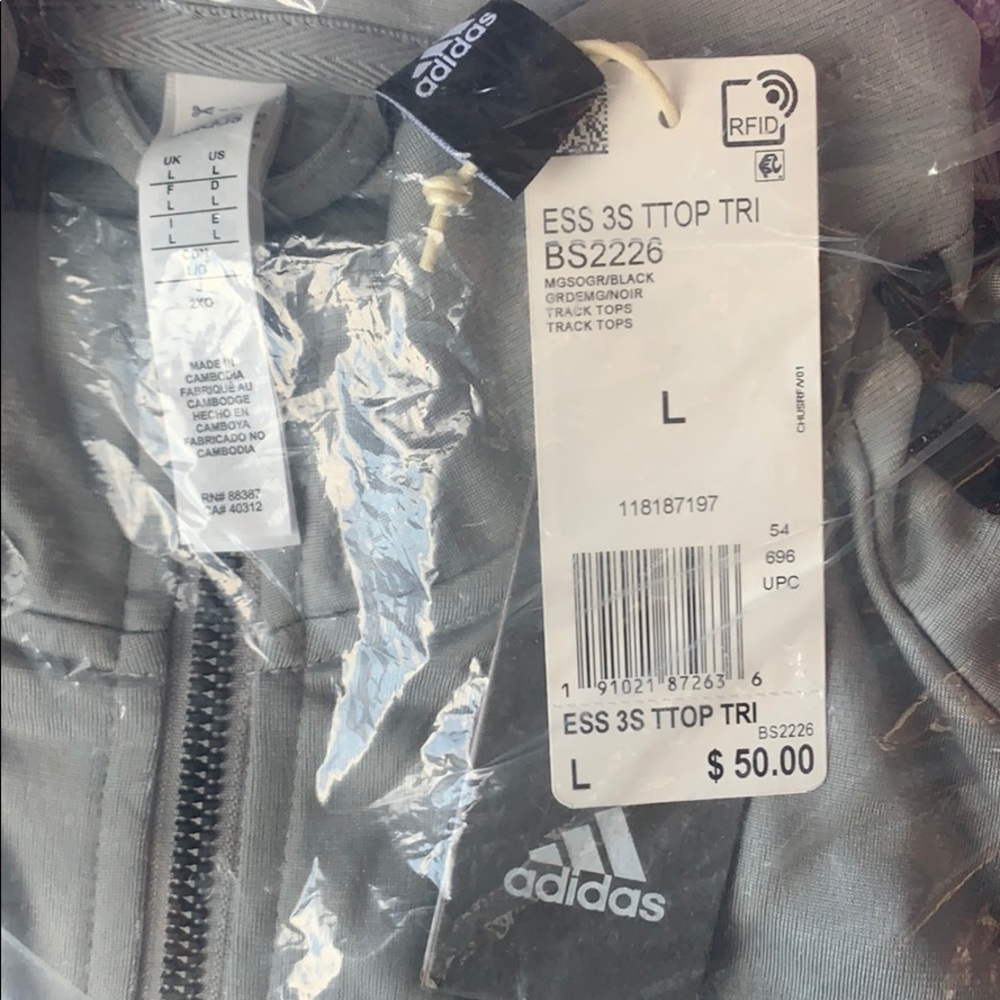 adidas
UK US
L L
F D
L L
I E
L L
J
2XO
MADE IN
CAMBODIA
FABRIQUÉ AU
CAMBODGE
HECHO EN
CAMBOYA
FABRICADO NO
CAMBODIA
RN# 88387
CA# 40312
RFID
ESS 3S TTOP TRI
BS2226
MGSOGR/BLACK
GRDEMG/NOIR
TRACK TOPS
TRACK TOPS
L
118187197
54
696
UPC
1 91021 87263 6
ESS 3S TTOP TRI
BS2226
L $ 50.00
adidas